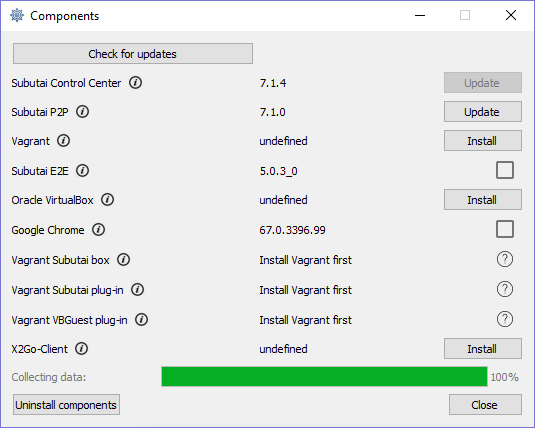 Components
Check for updates
Subutai Control Center 7.1.4 Update
Subutai P2P 7.1.0 Update
Vagrant undefined Install
Subutai E2E 5.0.3_0
Oracle VirtualBox undefined Install
Google Chrome 67.0.3396.99
Vagrant Subutai box Install Vagrant first ?
Vagrant Subutai plug-in Install Vagrant first ?
Vagrant VBGuest plug-in Install Vagrant first ?
X2Go-Client undefined Install
Collecting data: 100%
Uninstall components Close